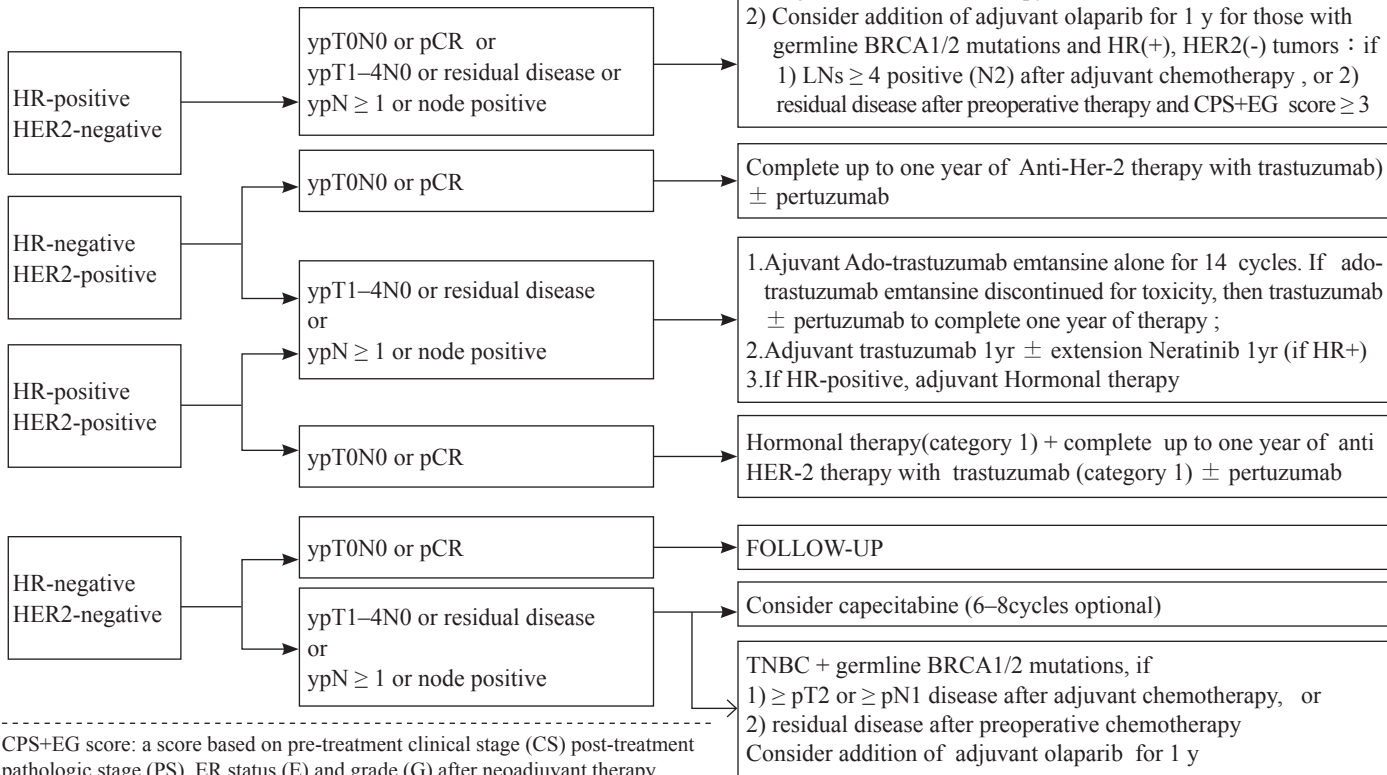 2) Consider addition of adjuvant olaparib for 1 y for those with
germline BRCA1/2 mutations and HR(+), HER2(-) tumors：if
1) LNs ≥ 4 positive (N2) after adjuvant chemotherapy , or 2)
residual disease after preoperative therapy and CPS+EG score ≥ 3
HR-positive
HER2-negative
ypT0N0 or pCR or
ypT1–4N0 or residual disease or
ypN ≥ 1 or node positive
HR-negative
HER2-positive
ypT0N0 or pCR
Complete up to one year of Anti-Her-2 therapy with trastuzumab)
± pertuzumab
ypT1–4N0 or residual disease
or
ypN ≥ 1 or node positive
1.Ajuvant Ado-trastuzumab emtansine alone for 14 cycles. If ado-
trastuzumab emtansine discontinued for toxicity, then trastuzumab
± pertuzumab to complete one year of therapy ;
2.Adjuvant trastuzumab 1yr ± extension Neratinib 1yr (if HR+)
3.If HR-positive, adjuvant Hormonal therapy
HR-positive
HER2-positive
ypT0N0 or pCR
Hormonal therapy(category 1) + complete up to one year of anti
HER-2 therapy with trastuzumab (category 1) ± pertuzumab
HR-negative
HER2-negative
ypT0N0 or pCR
FOLLOW-UP
ypT1–4N0 or residual disease
or
ypN ≥ 1 or node positive
Consider capecitabine (6–8cycles optional)
TNBC + germline BRCA1/2 mutations, if
1) ≥ pT2 or ≥ pN1 disease after adjuvant chemotherapy, or
2) residual disease after preoperative chemotherapy
Consider addition of adjuvant olaparib for 1 y
CPS+EG score: a score based on pre-treatment clinical stage (CS) post-treatment
pathologic stage (PS), ER status (E) and grade (G) after neoadjuvant therapy